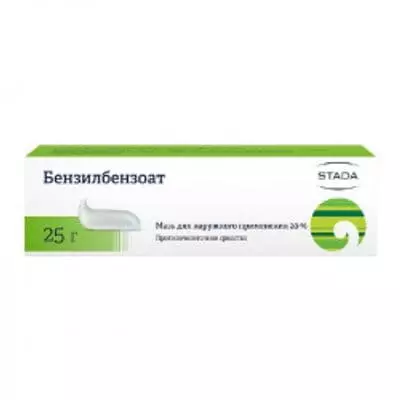 Бензилбензоат
STADA
25 г
Мазь для наружного применения 20 %
Противочесоточное средство